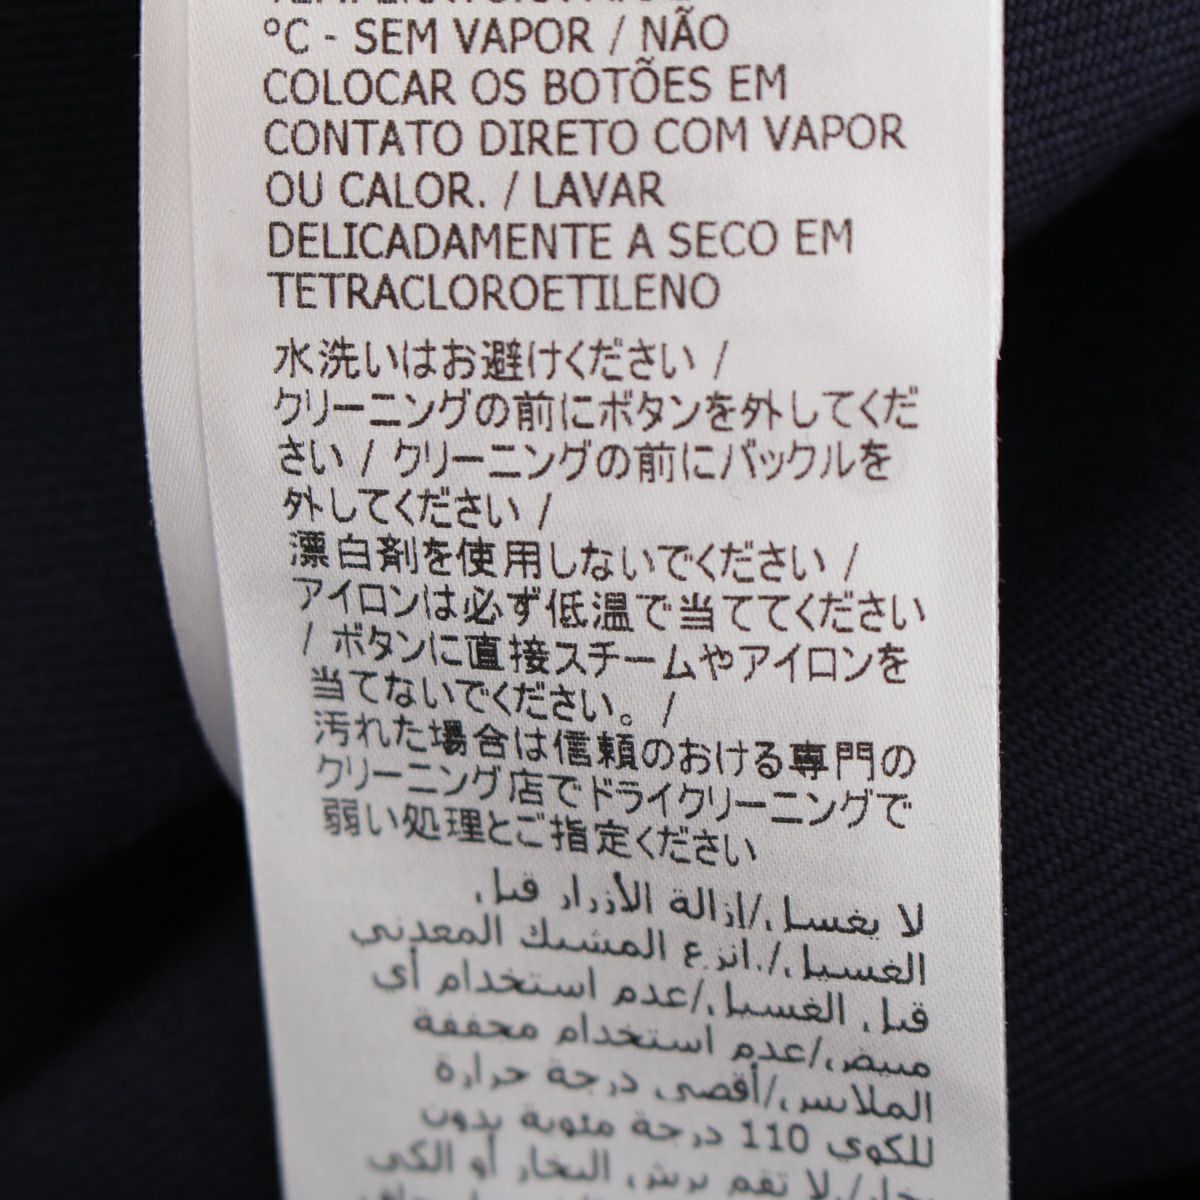 °C - SEM VAPOR / NÃO
COLOCAR OS BOTÕES EM
CONTATO DIRETO COM VAPOR
OU CALOR. / LAVAR
DELICADAMENTE A SECO EM
TETRACLOROETILENO
水洗いはお避けください /
クリーニングの前にボタンを外してくだ
さい / クリーニングの前にバックルを
外してください /
漂白剤を使用しないでください /
アイロンは必ず低温で当ててください
/ ボタンに直接スチームやアイロンを
当てないでください。 /
汚れた場合は信頼のおける専門の
クリーニング店でドライクリーニングで
弱い処理とご指定ください
لا يغسل/إزالة الأزرار قبل
الغسيل/.انزع المشبك المعدني
قبل الغسيل/عدم استخدام أي
مبيض/عدم استخدام مجففة
الملابس/أقصى درجة حرارة
للكوي 110 درجة مئوية بدون
بخار/لا تقم برش البخار أو الكي